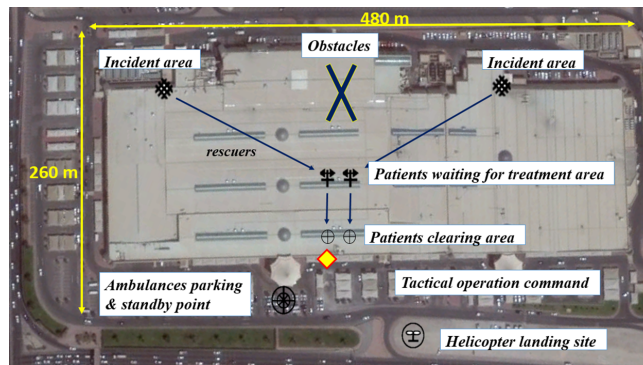 480 m
Obstacles
Incident area
Incident area
260 m
rescuers
Patients waiting for treatment area
Patients clearing area
Ambulances parking
& standby point
Tactical operation command
Helicopter landing site